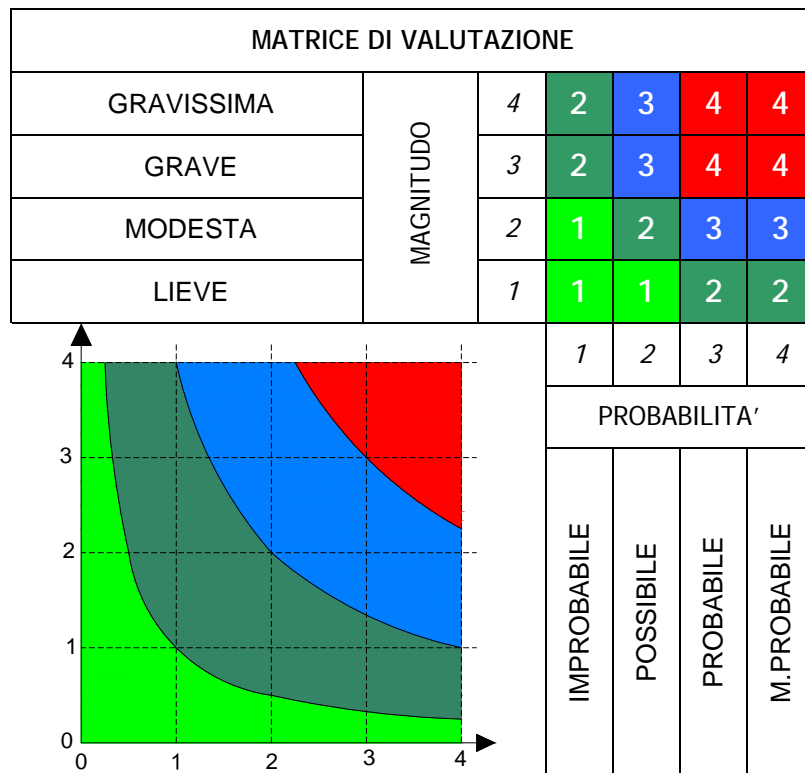 MATRICE DI VALUTAZIONE
GRAVISSIMA 4 2 3 4 4
GRAVE 3 2 3 4 4
MODESTA 2 1 2 3 3
LIEVE 1 1 1 2 2
MAGNITUDO
1 2 3 4
PROBABILITA’
IMPROBABILE
POSSIBILE
PROBABILE
M.PROBABILE
4
3
2
1
0
0 1 2 3 4